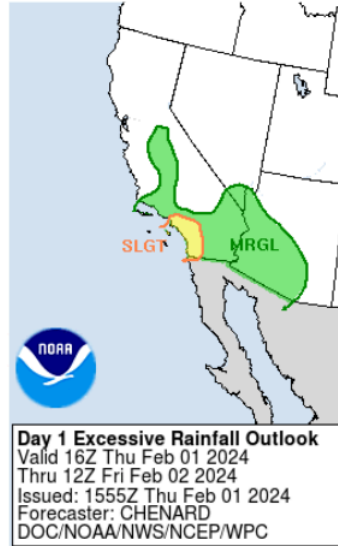 SLGT
MRGL
NOAA
Day 1 Excessive Rainfall Outlook
Valid 16Z Thu Feb 01 2024
Thru 12Z Fri Feb 02 2024
Issued: 1555Z Thu Feb 01 2024
Forecaster: CHENARD
DOC/NOAA/NWS/NCEP/WPC